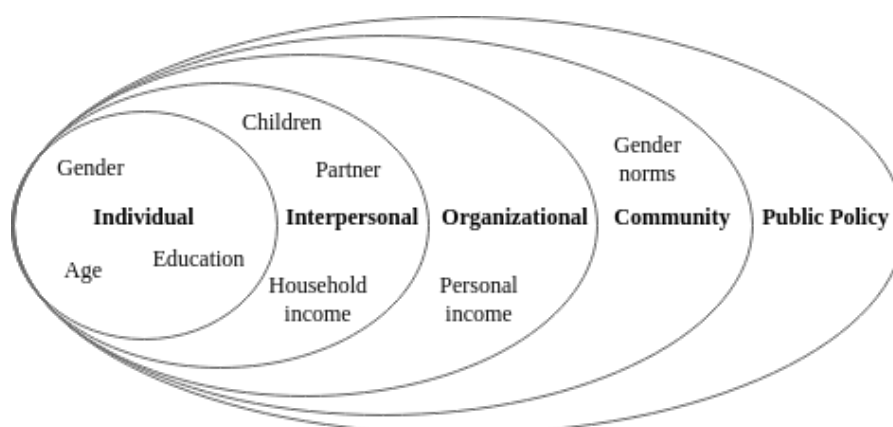 Children
Gender
Partner
Gender
norms
Individual
Interpersonal
Organizational
Community
Public Policy
Age
Education
Household
income
Personal
income